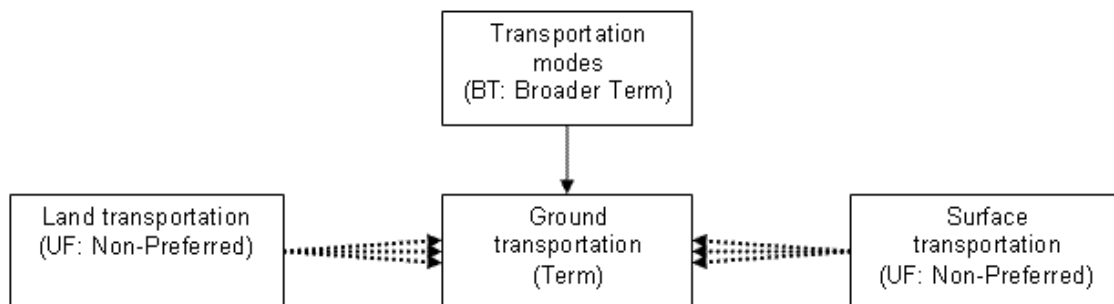 Transportation
modes
(BT: Broader Term)
Land transportation
(UF: Non-Preferred)
Ground
transportation
(Term)
Surface
transportation
(UF: Non-Preferred)